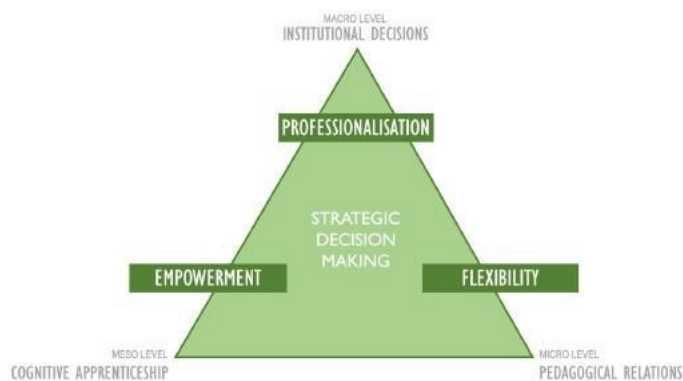 MACRO LEVEL
INSTITUTIONAL DECISIONS
PROFESSIONALISATION
STRATEGIC
DECISION
MAKING
EMPOWERMENT
FLEXIBILITY
MESO LEVEL
COGNITIVE APPRENTICESHIP
MICRO LEVEL
PEDAGOGICAL RELATIONS